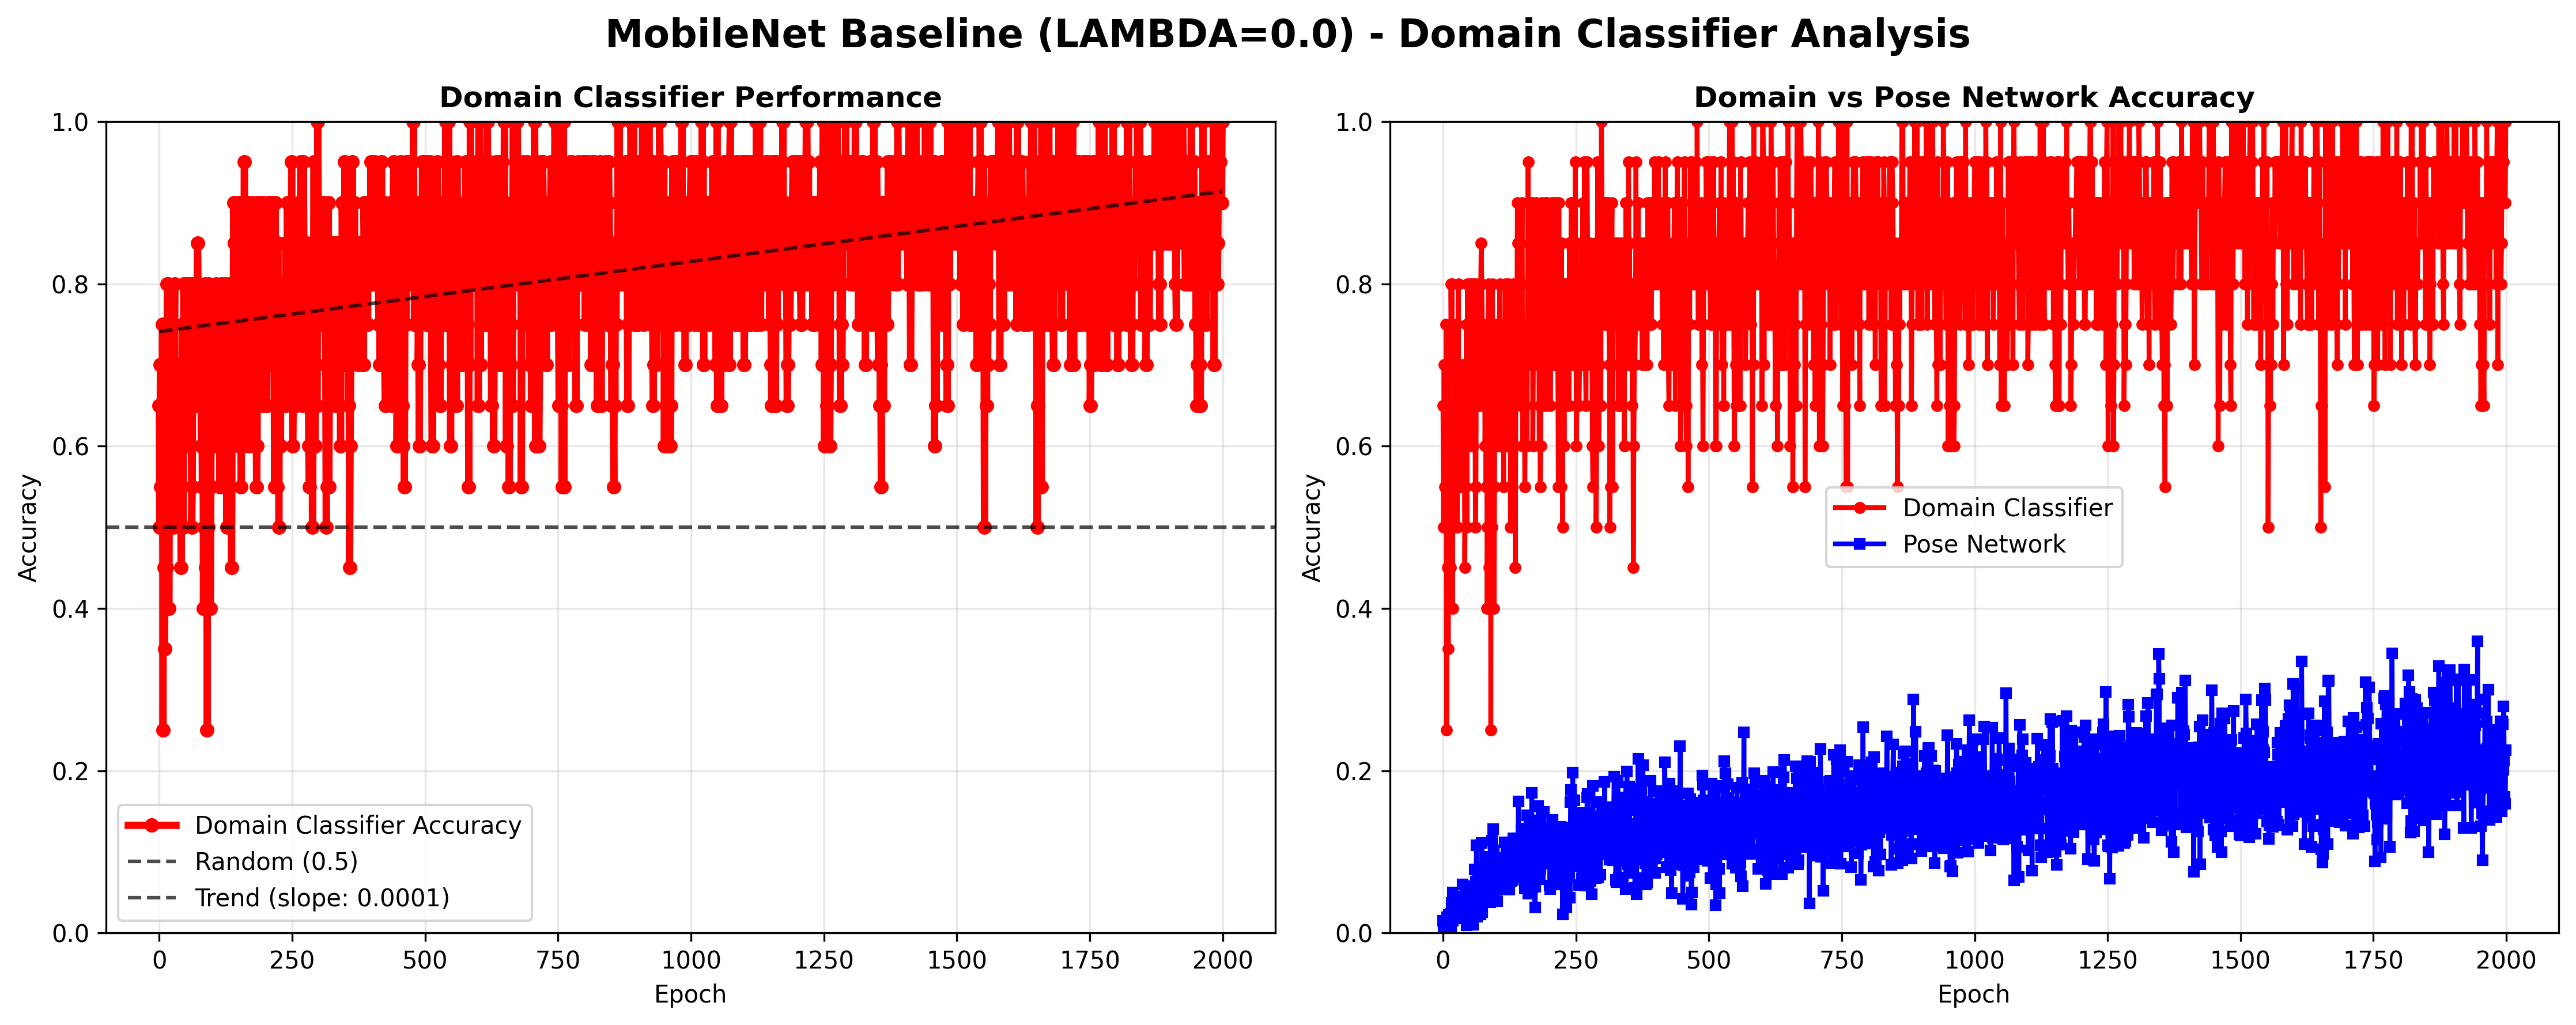 MobileNet Baseline (LAMBDA=0.0) - Domain Classifier Analysis
Domain Classifier Performance
Accuracy
1.0
0.8
0.6
0.4
0.2
0.0
Domain Classifier Accuracy
Random (0.5)
Trend (slope: 0.0001)
0 250 500 750 1000 1250 1500 1750 2000
Epoch
Domain vs Pose Network Accuracy
Accuracy
1.0
0.8
0.6
0.4
0.2
0.0
Domain Classifier
Pose Network
0 250 500 750 1000 1250 1500 1750 2000
Epoch